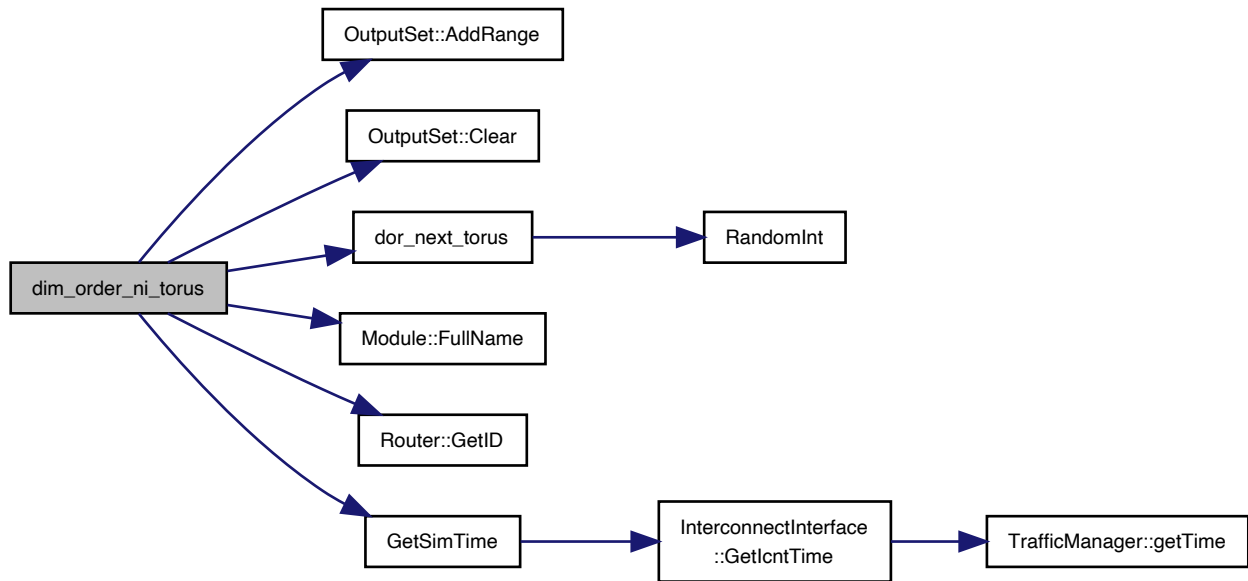 OutputSet::AddRange
OutputSet::Clear
dor_next_torus
RandomInt
dim_order_ni_torus
Module::FullName
Router::GetID
GetSimTime
InterconnectInterface
::GetIcntTime
TrafficManager::getTime